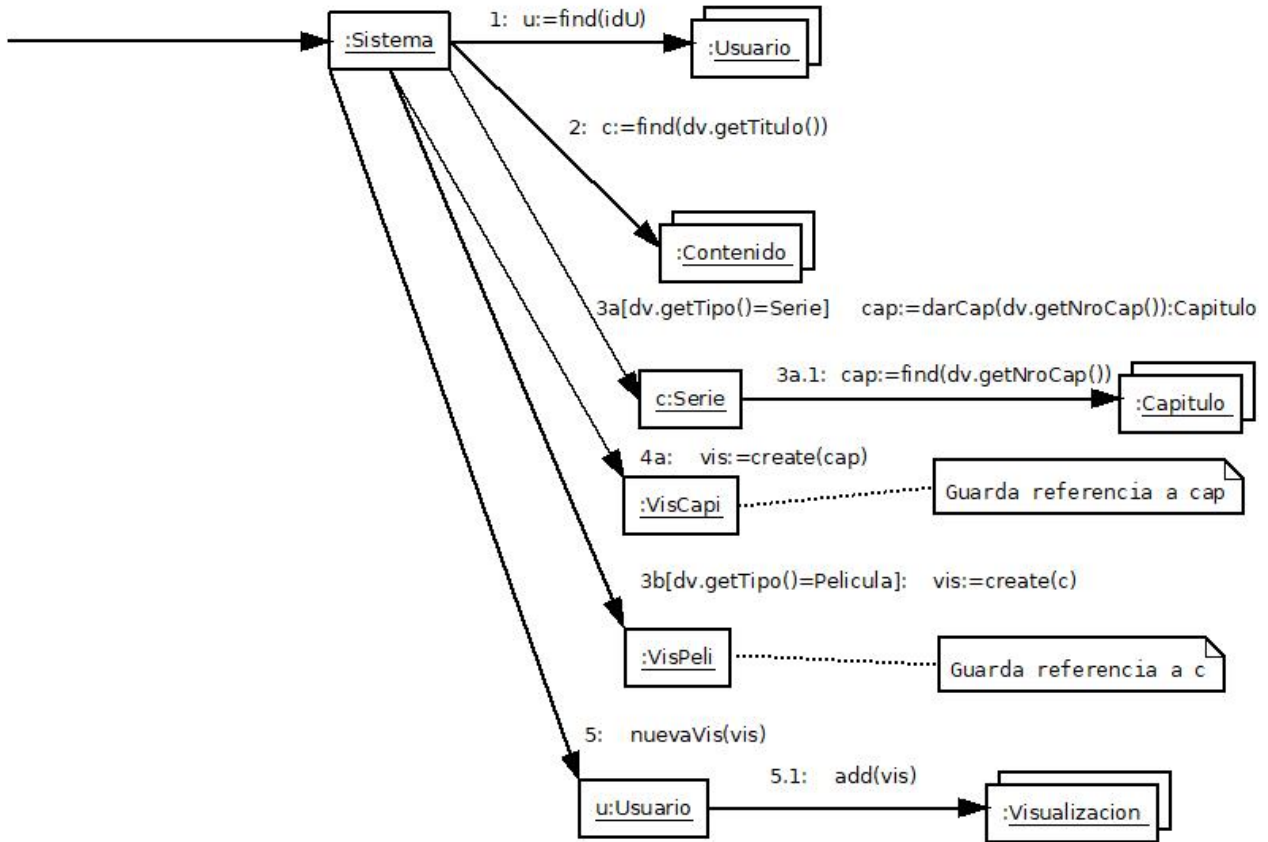 1: u:=find(idU)
:Sistema
:Usuario
2: c:=find(dv.getTitulo())
:Contenido
3a[dv.getTipo()=Serie] cap:=darCap(dv.getNroCap()):Capitulo
3a.1: cap:=find(dv.getNroCap())
c:Serie
:Capitulo
4a: vis:=create(cap)
Guarda referencia a cap
:VisCapi
3b[dv.getTipo()=Pelicula]: vis:=create(c)
:VisPeli
Guarda referencia a c
5: nuevaVis(vis)
5.1: add(vis)
u:Usuario
:Visualizacion